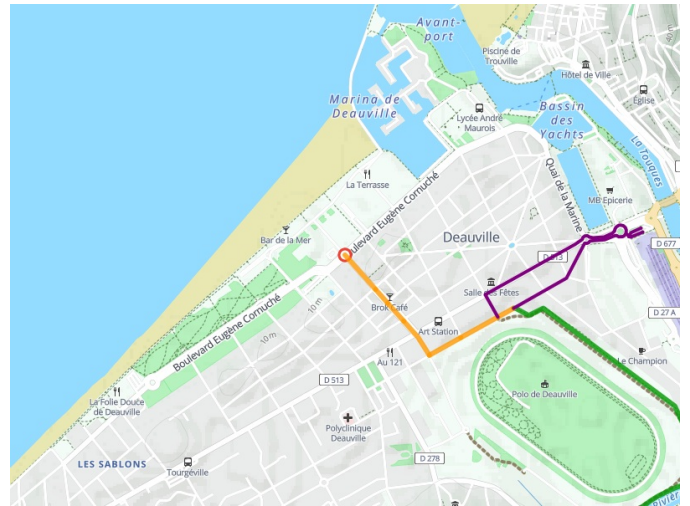 Avant-
port
Piscine de
Trouville
Hôtel de Ville
Église
Marina de
Deauville
Lycée André
Maurois
Bassin
des
Yachts
La Touques
La Terrasse
Quai de la Marine
MB Epicerie
Boulevard Eugène Cornuché
Bar de la Mer
Deauville
D 513
D 677
Salle des Fêtes
10 m
Brok Café
D 27 A
10 m
Art Station
Boulevard Eugène Cornuché
Au 121
Le Champion
D 513
La Folie Douce
de Deauville
Polo de Deauville
Polyclinique
Deauville
LES SABLONS
Tourgéville
D 278